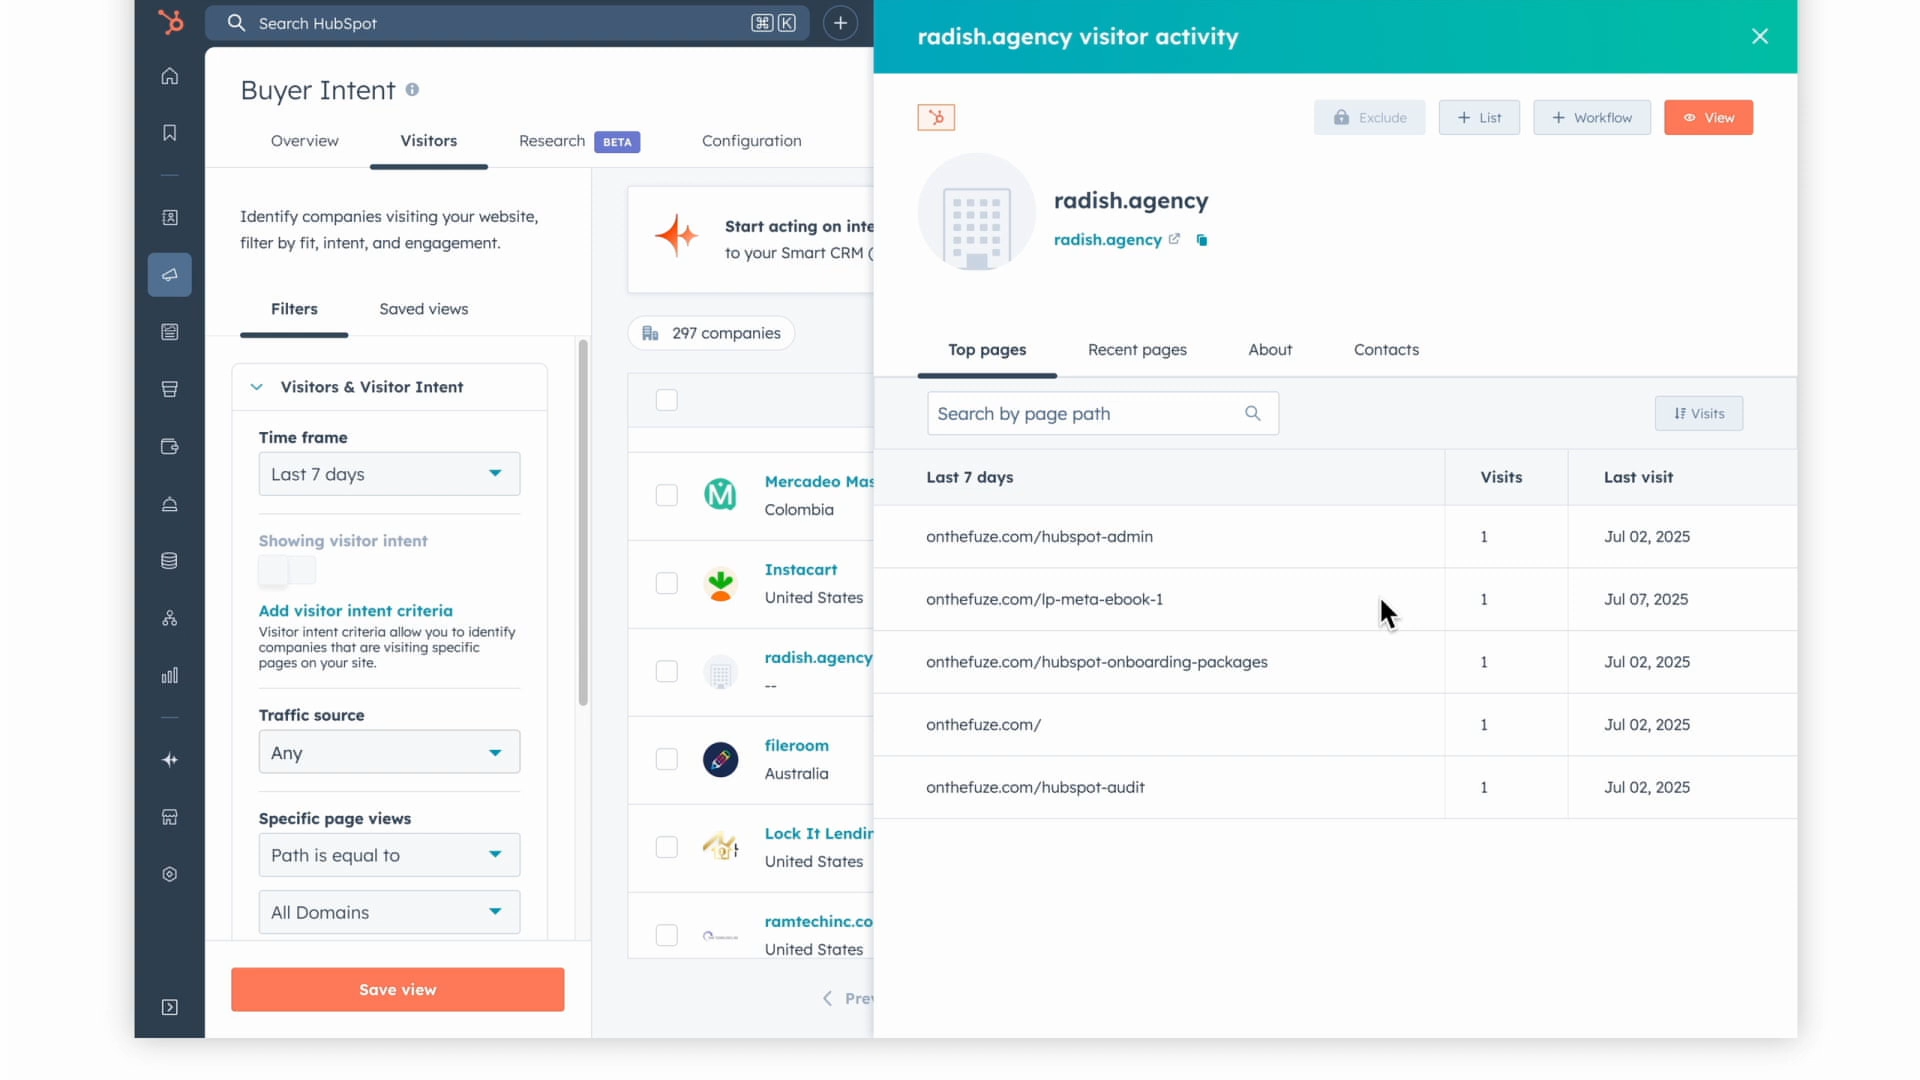 Search HubSpot
⌘ K
Buyer Intent
Overview
Visitors
Research BETA
Configuration
Identify companies visiting your website,
filter by fit, intent, and engagement.
Filters
Saved views
Visitors & Visitor Intent
Time frame
Last 7 days
Showing visitor intent
Add visitor intent criteria
Visitor intent criteria allow you to identify
companies that are visiting specific
pages on your site.
Traffic source
Any
Specific page views
Path is equal to
All Domains
Save view
Start acting on inte
to your Smart CRM (
297 companies
Mercadeo Mas
Colombia
Instacart
United States
radish.agency
--
fileroom
Australia
Lock It Lendin
United States
ramtechinc.co
United States
Prev
radish.agency visitor activity
Exclude
+ List
+ Workflow
View
radish.agency
radish.agency
Top pages
Recent pages
About
Contacts
Search by page path
Visits
Last 7 days Visits Last visit
onthefuze.com/hubspot-admin 1 Jul 02, 2025
onthefuze.com/lp-meta-ebook-1 1 Jul 07, 2025
onthefuze.com/hubspot-onboarding-packages 1 Jul 02, 2025
onthefuze.com/ 1 Jul 02, 2025
onthefuze.com/hubspot-audit 1 Jul 02, 2025